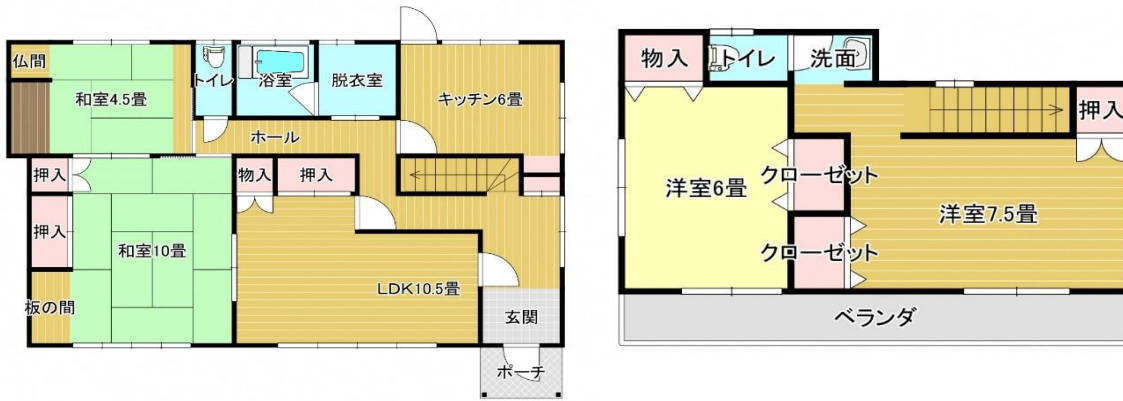 仏間
和室4.5畳
トイレ
浴室
脱衣室
キッチン6畳
ホール
押入
物入
押入
押入
和室10畳
LDK10.5畳
板の間
玄関
ポーチ
物入
トイレ
洗面
押入
クローゼット
洋室6畳
洋室7.5畳
クローゼット
ベランダ